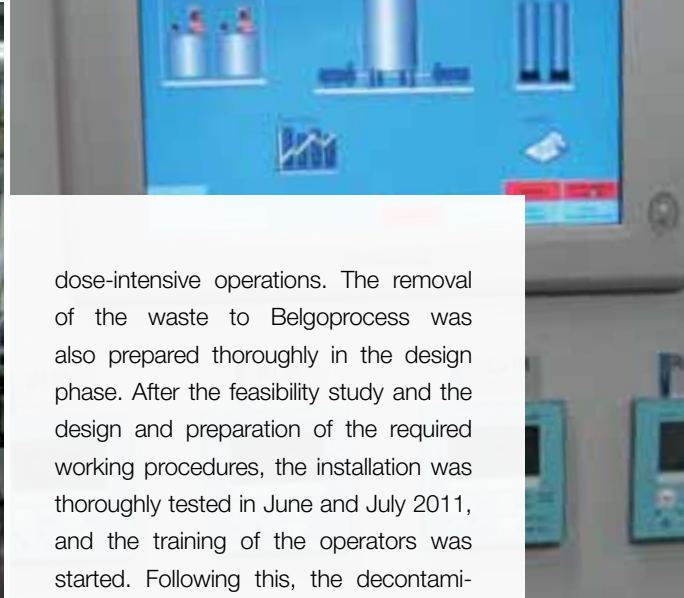 dose-intensive operations. The removal
of the waste to Belgoprocess was
also prepared thoroughly in the design
phase. After the feasibility study and the
design and preparation of the required
working procedures, the installation was
thoroughly tested in June and July 2011,
and the training of the operators was
started. Following this, the decontami-